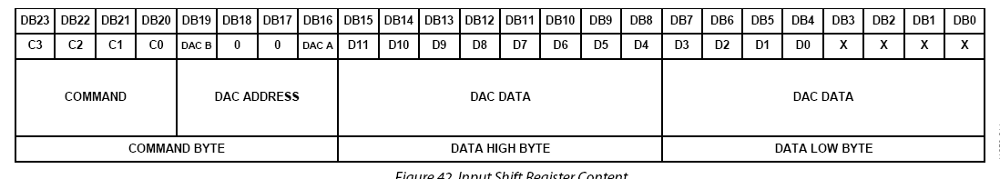 DB23 DB22 DB21 DB20 DB19 DB18 DB17 DB16 DB15 DB14 DB13 DB12 DB11 DB10 DB9 DB8 DB7 DB6 DB5 DB4 DB3 DB2 DB1 DB0
C3 C2 C1 C0 DAC B 0 0 DAC A D11 D10 D9 D8 D7 D6 D5 D4 D3 D2 D1 D0 X X X X
COMMAND DAC ADDRESS DAC DATA DAC DATA
COMMAND BYTE DATA HIGH BYTE DATA LOW BYTE
Figure 42. Input Shift Register Content